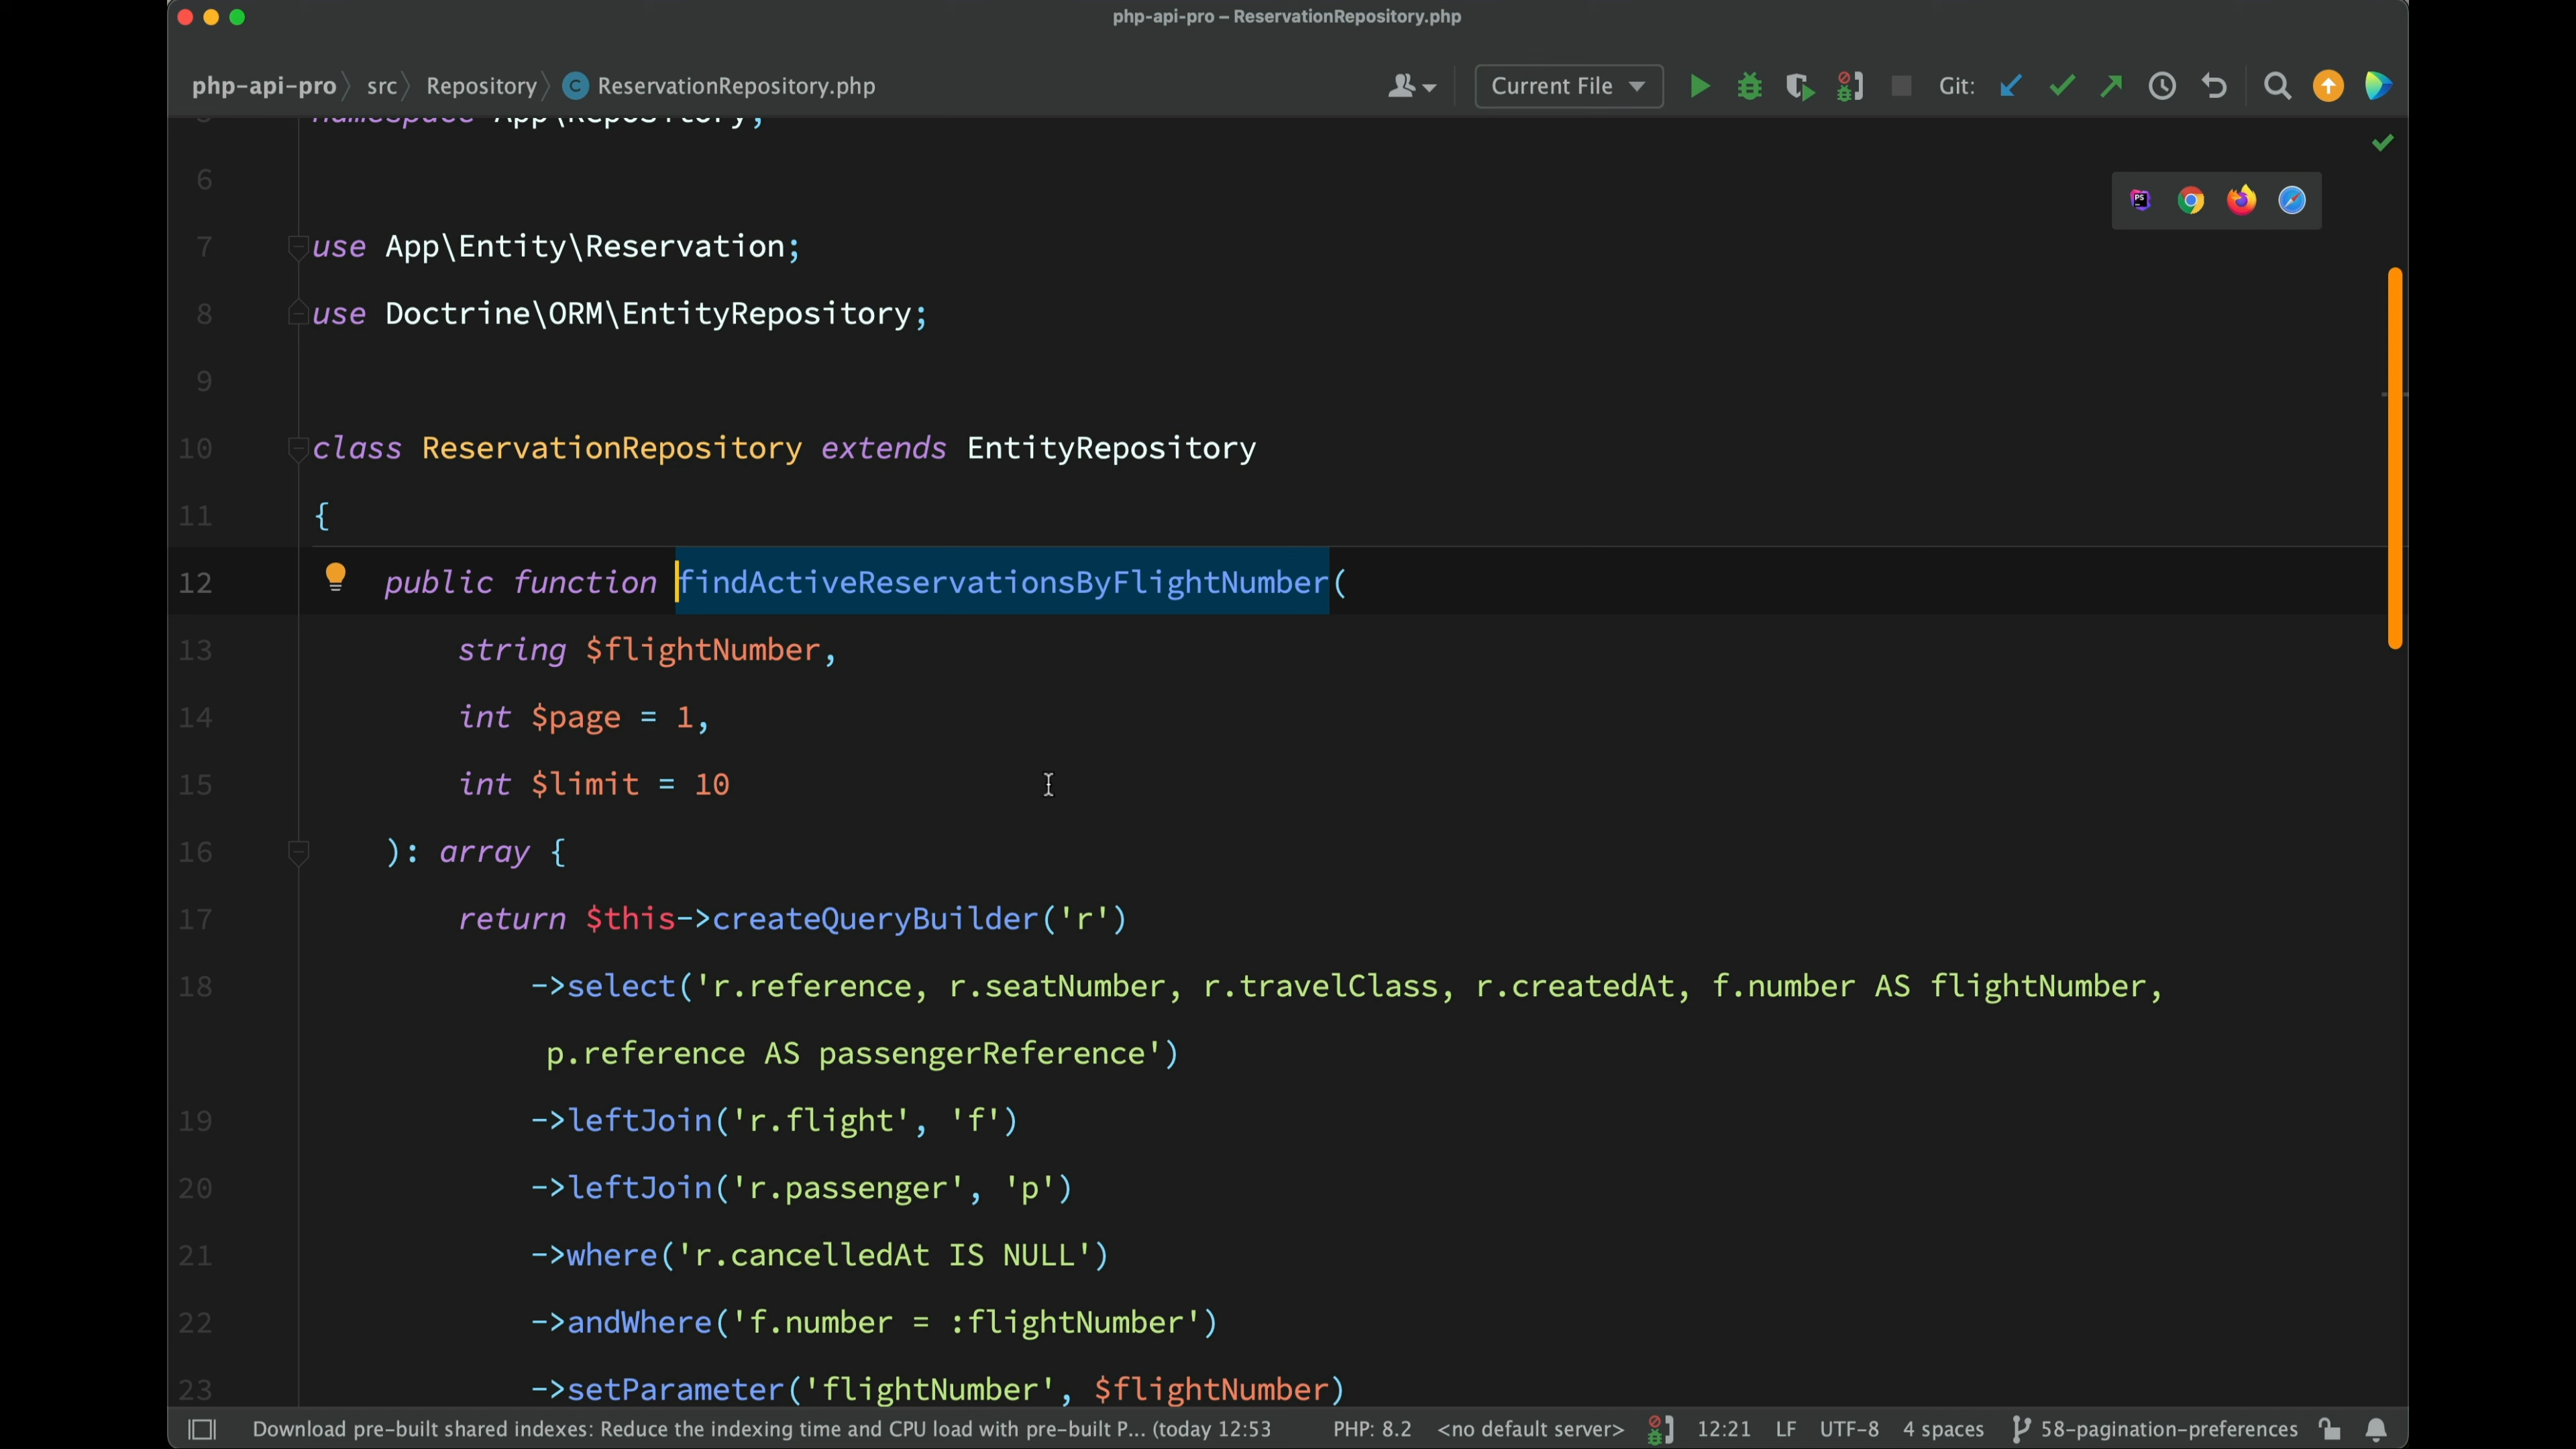 php-api-pro – ReservationRepository.php
php-api-pro src Repository C ReservationRepository.php Current File Git:
5 namespace App\Repository;
6
7 use App\Entity\Reservation;
8 use Doctrine\ORM\EntityRepository;
9
10 class ReservationRepository extends EntityRepository
11 {
12 public function findActiveReservationsByFlightNumber(
13 string $flightNumber,
14 int $page = 1,
15 int $limit = 10
16 ): array {
17 return $this->createQueryBuilder('r')
18 ->select('r.reference, r.seatNumber, r.travelClass, r.createdAt, f.number AS flightNumber,
p.reference AS passengerReference')
19 ->leftJoin('r.flight', 'f')
20 ->leftJoin('r.passenger', 'p')
21 ->where('r.cancelledAt IS NULL')
22 ->andWhere('f.number = :flightNumber')
23 ->setParameter('flightNumber', $flightNumber)
Download pre-built shared indexes: Reduce the indexing time and CPU load with pre-built P... (today 12:53 PHP: 8.2 <no default server> 12:21 LF UTF-8 4 spaces 58-pagination-preferences